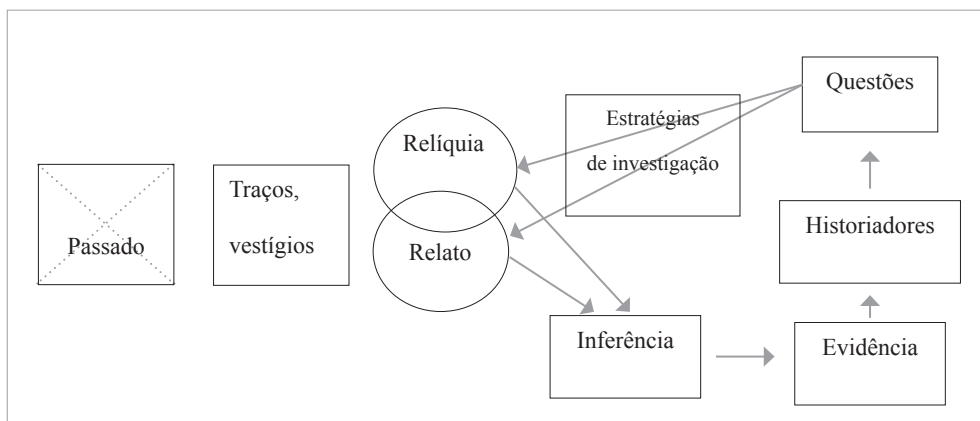 Passado
Traços,
vestígios
Relíquia
Relato
Estratégias
de investigação
Questões
Historiadores
Inferência
Evidência